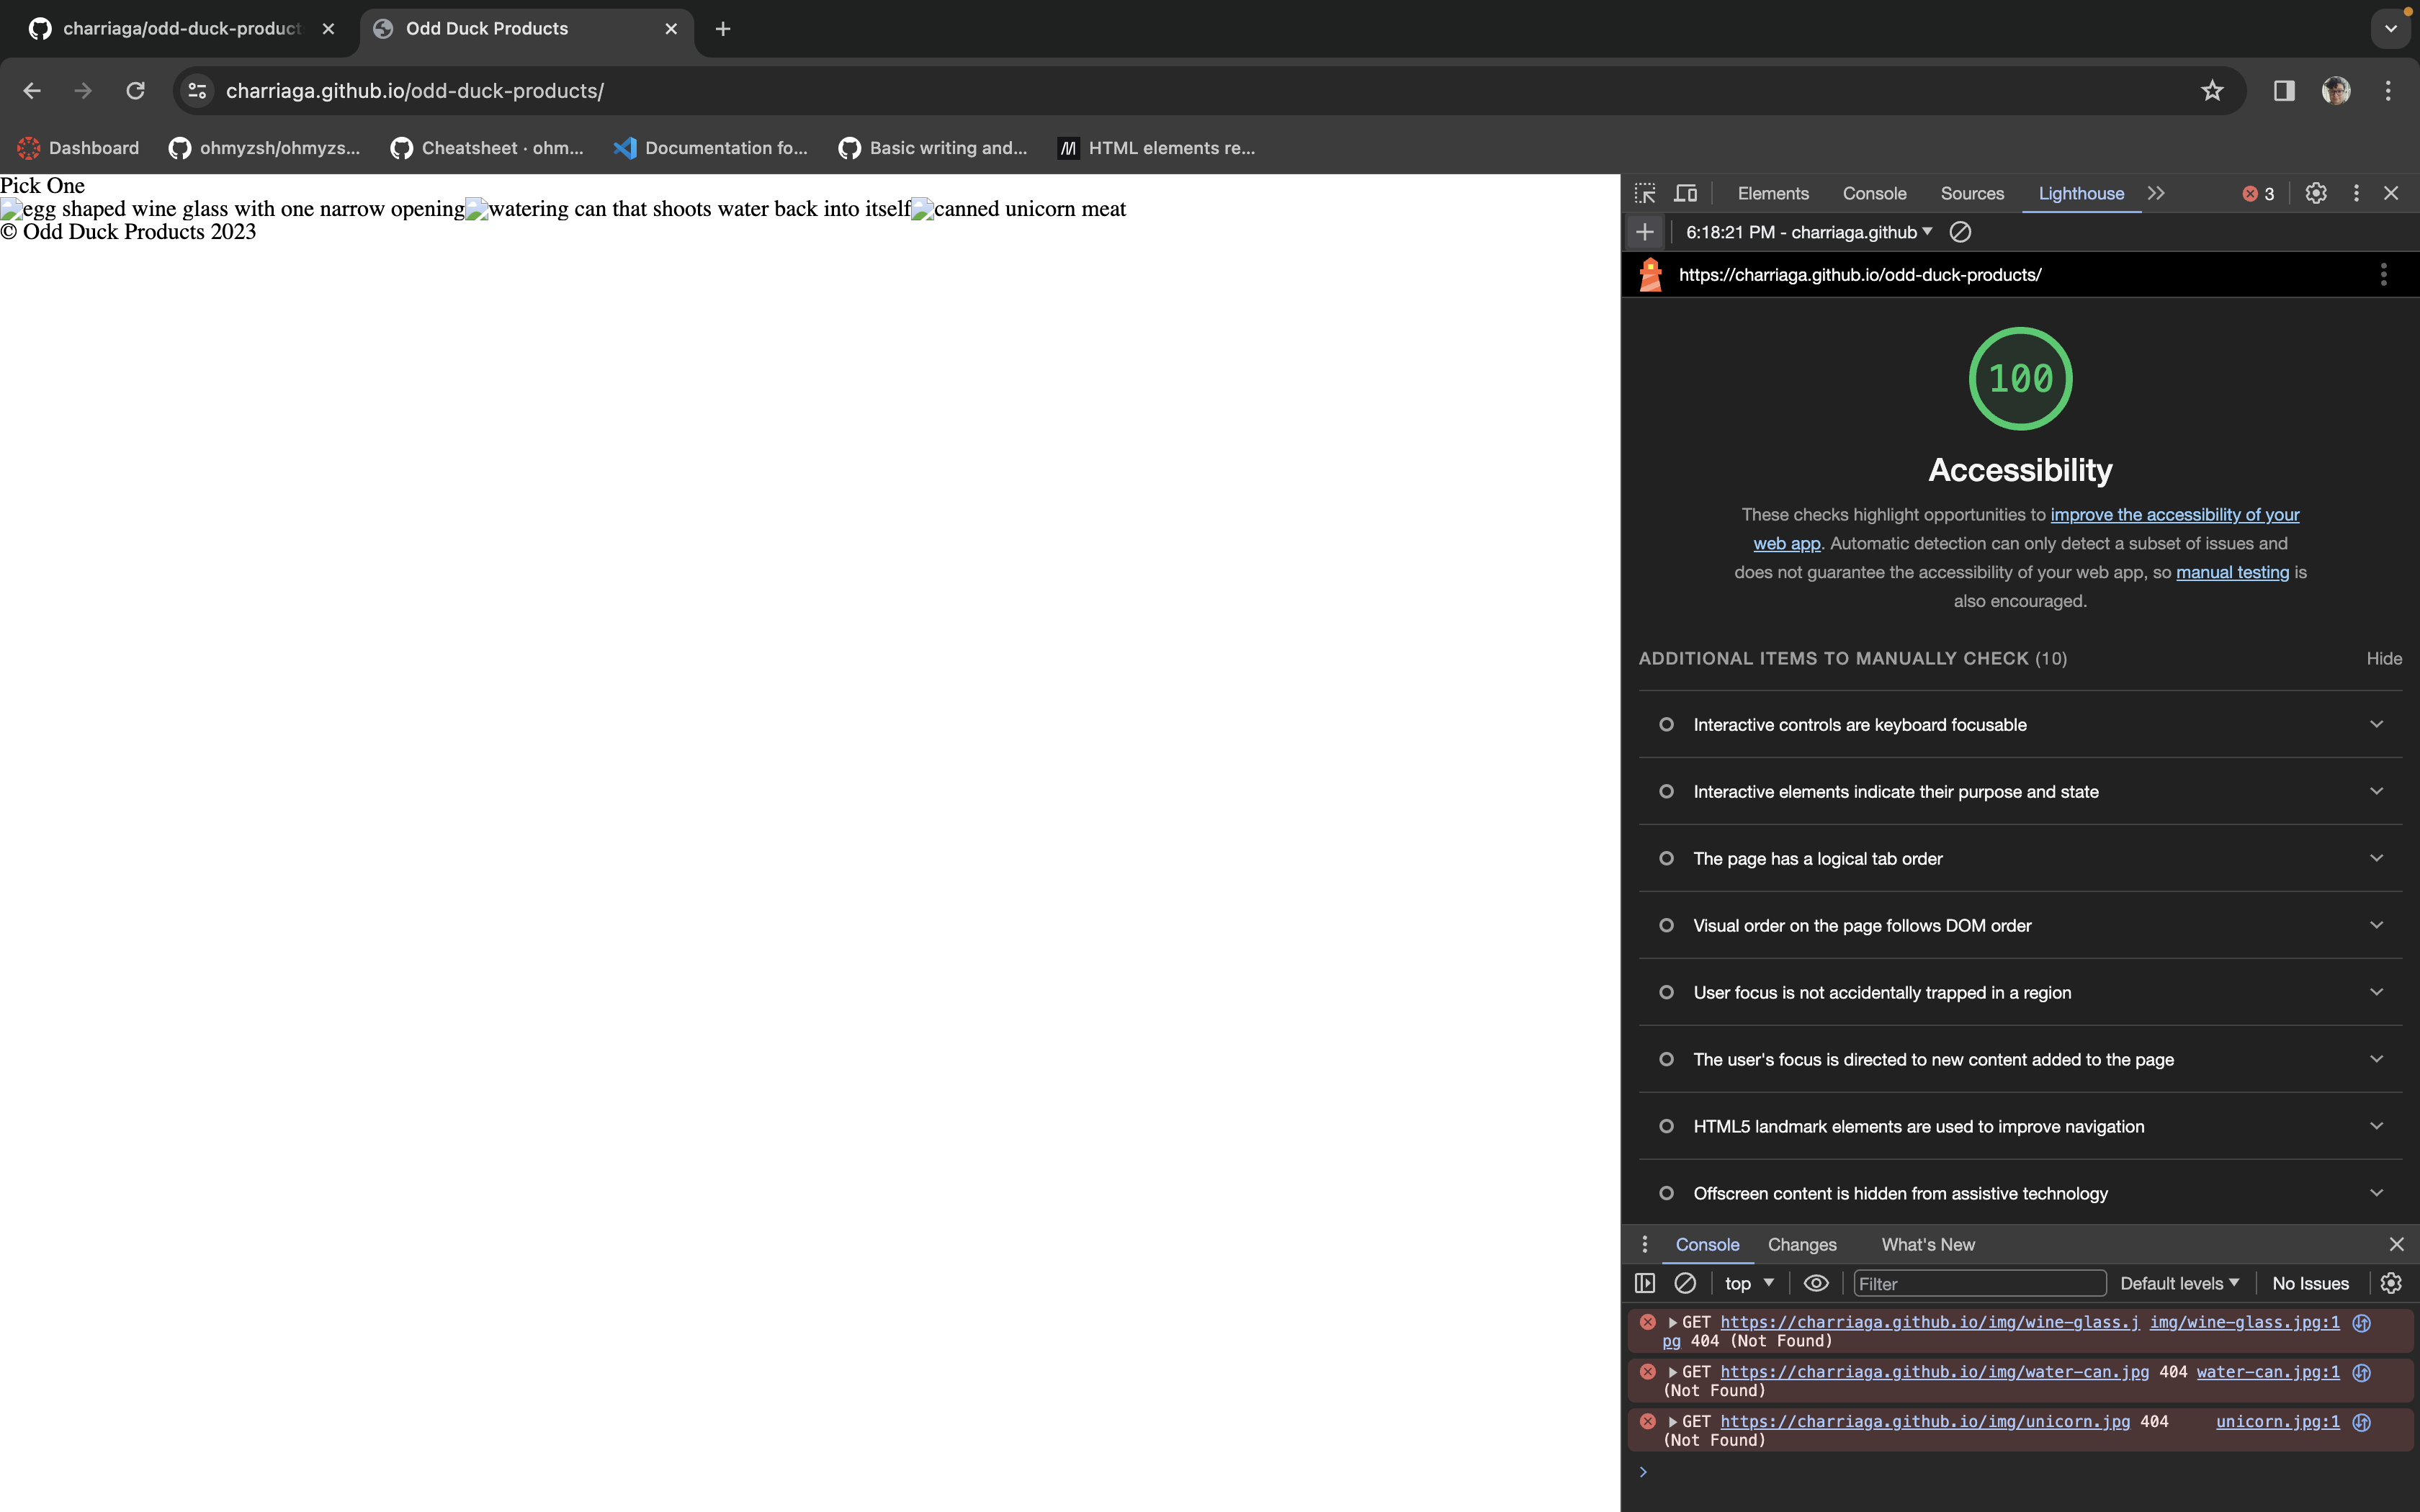 charriaga/odd-duck-product
Odd Duck Products
charriaga.github.io/odd-duck-products/
Dashboard
ohmyzsh/ohmyzs...
Cheatsheet · ohm...
Documentation fo...
Basic writing and...
HTML elements re...
Pick One
egg shaped wine glass with one narrow opening watering can that shoots water back into itself canned unicorn meat
© Odd Duck Products 2023
Elements Console Sources Lighthouse 3
6:18:21 PM - charriaga.github
https://charriaga.github.io/odd-duck-products/
100
Accessibility
These checks highlight opportunities to improve the accessibility of your
web app. Automatic detection can only detect a subset of issues and
does not guarantee the accessibility of your web app, so manual testing is
also encouraged.
ADDITIONAL ITEMS TO MANUALLY CHECK (10) Hide
Interactive controls are keyboard focusable
Interactive elements indicate their purpose and state
The page has a logical tab order
Visual order on the page follows DOM order
User focus is not accidentally trapped in a region
The user's focus is directed to new content added to the page
HTML5 landmark elements are used to improve navigation
Offscreen content is hidden from assistive technology
Console Changes What's New
top Filter Default levels No Issues
GET https://charriaga.github.io/img/wine-glass.j img/wine-glass.jpg:1
pg 404 (Not Found)
GET https://charriaga.github.io/img/water-can.jpg 404 water-can.jpg:1
(Not Found)
GET https://charriaga.github.io/img/unicorn.jpg 404 unicorn.jpg:1
(Not Found)